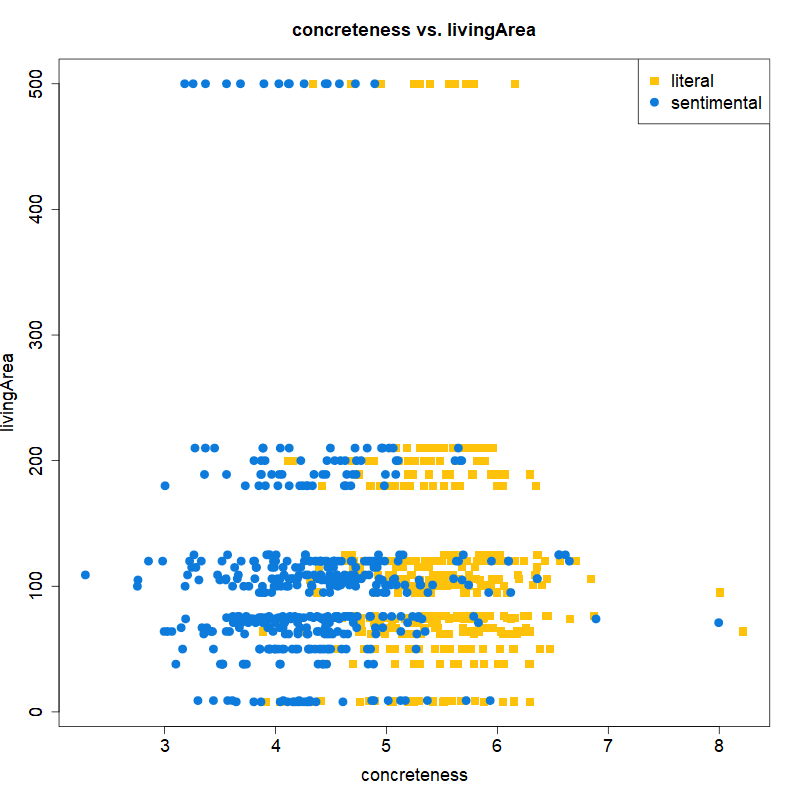 concreteness vs. livingArea
literal
sentimental
500
400
300
200
100
0
livingArea
3 4 5 6 7 8
concreteness